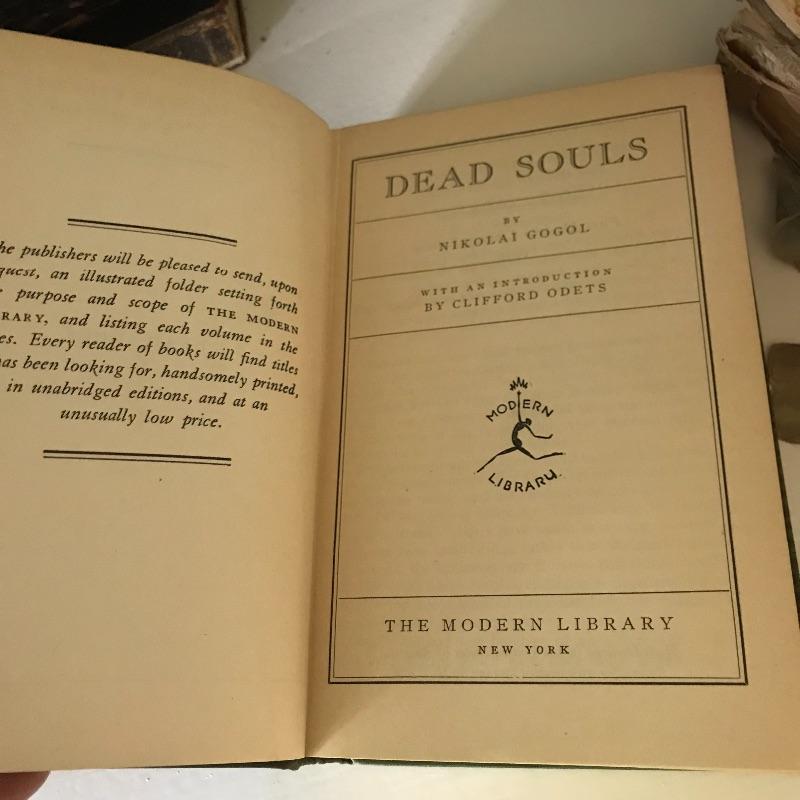 he publishers will be pleased to send, upon
quest, an illustrated folder setting forth
purpose and scope of THE MODERN
RARY, and listing each volume in the
es. Every reader of books will find titles
has been looking for, handsomely printed,
in unabridged editions, and at an
unusually low price.
DEAD SOULS
BY
NIKOLAI GOGOL
WITH AN INTRODUCTION
BY CLIFFORD ODETS
MODERN
LIBRARY
THE MODERN LIBRARY
NEW YORK